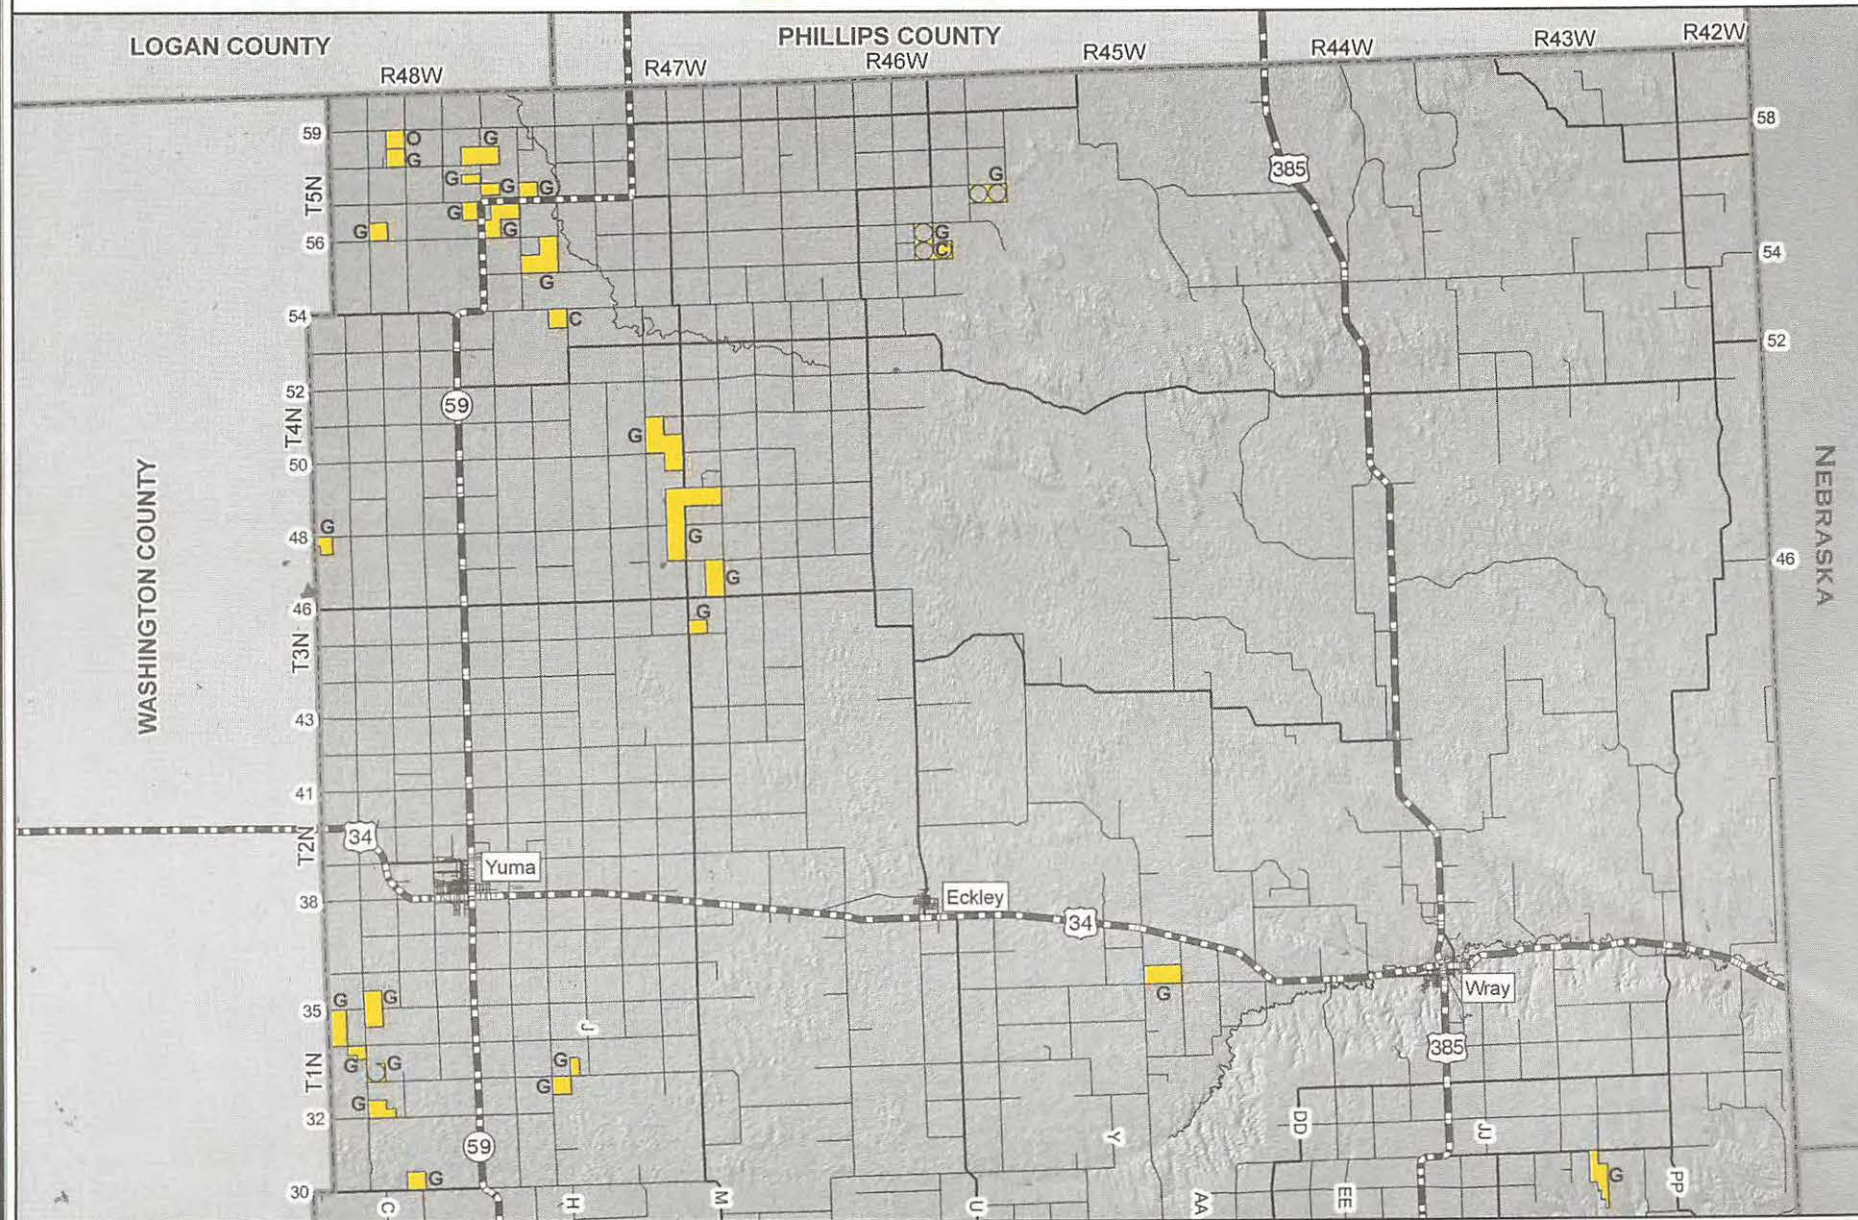 LOGAN COUNTY
PHILLIPS COUNTY
R48W
R47W
R46W
R45W
R44W
R43W
R42W
59
O
G
G
58
G
G
G
T5N
G
385
G
G
G
G
56
C
54
G
54
C
52
52
59
T4N
G
50
NEBRASKA
WASHINGTON COUNTY
G
48
G
46
G
46
G
T3N
43
41
34
T2N
Yuma
38
Eckley
34
G
Wray
G
G
35
J
385
G
G
G
T1N
G
G
32
DD
Y
JJ
59
G
G
PP
30
C
H
M
U
AA
EE